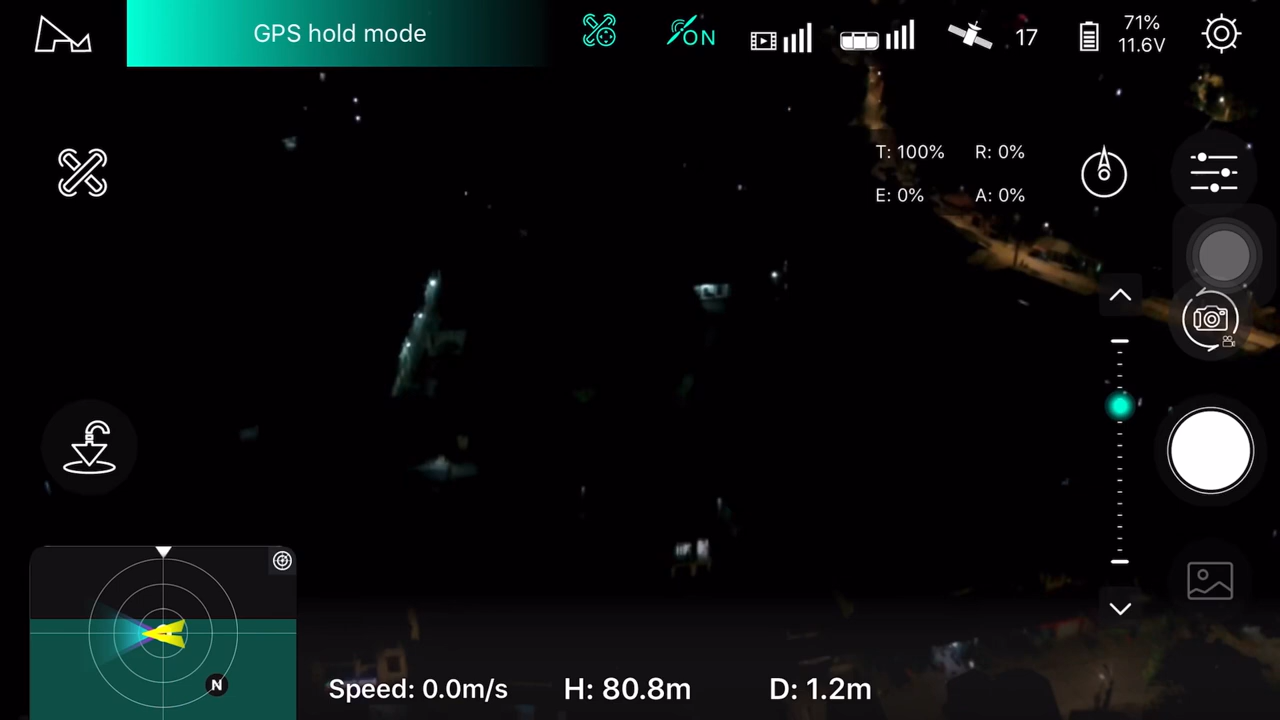 GPS hold mode
ON
17
71%
11.6V
T: 100% R: 0%
E: 0% A: 0%
N
Speed: 0.0m/s H: 80.8m D: 1.2m